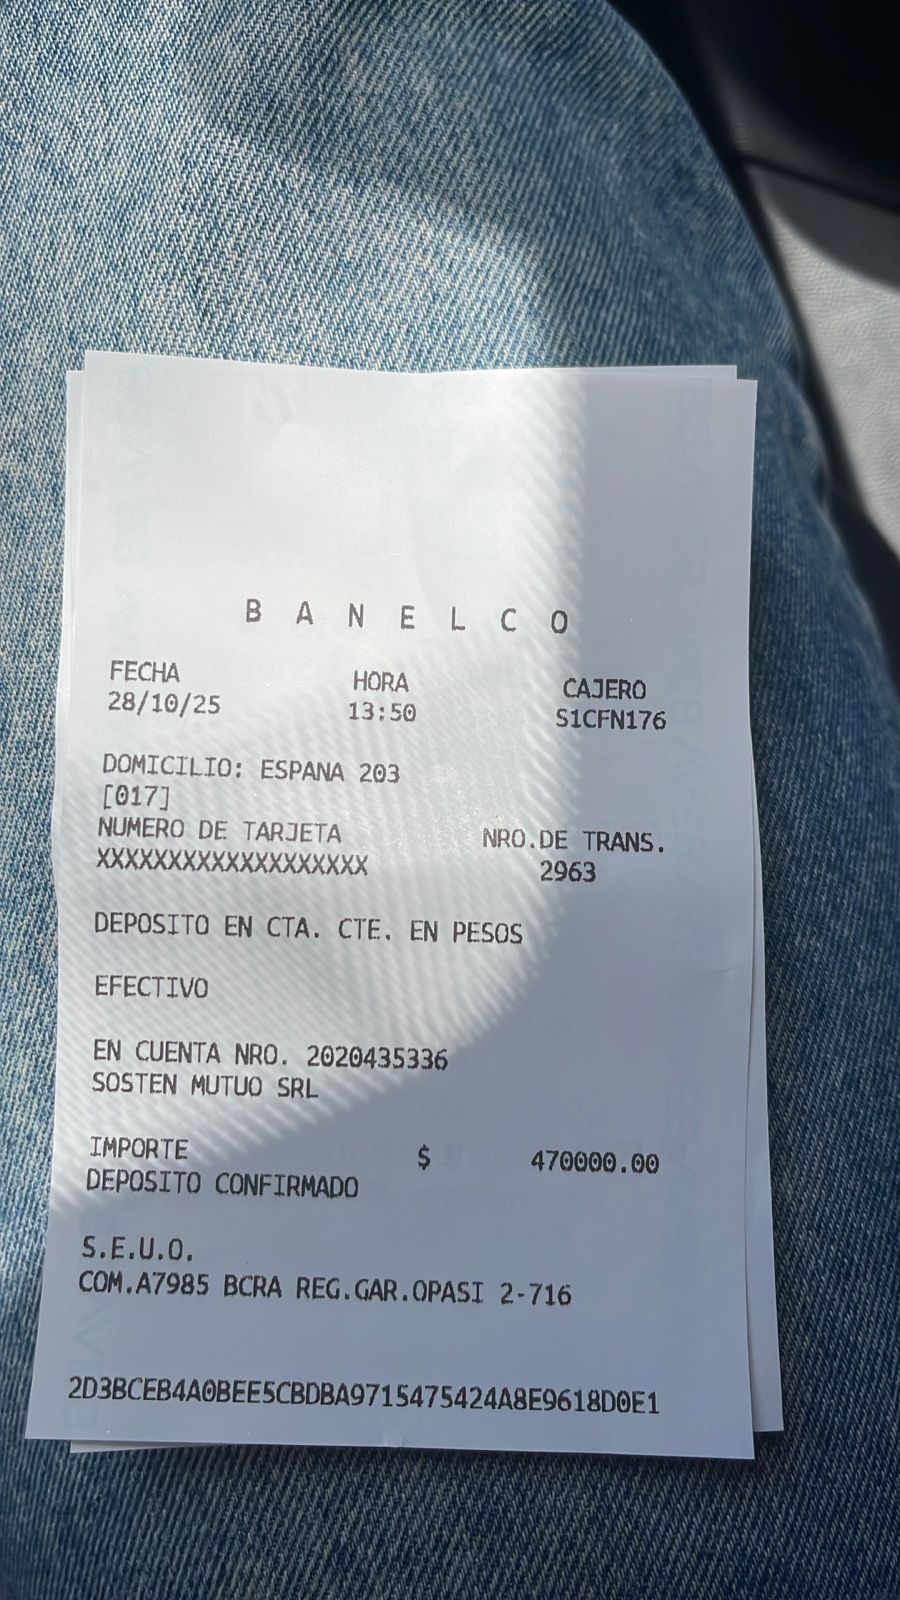 B A N E L C O
FECHA HORA CAJERO
28/10/25 13:50 S1CFN176
DOMICILIO: ESPANA 203
[017]
NUMERO DE TARJETA NRO.DE TRANS.
XXXXXXXXXXXXXXXXXXX 2963
DEPOSITO EN CTA. CTE. EN PESOS
EFECTIVO
EN CUENTA NRO. 2020435336
SOSTEN MUTUO SRL
IMPORTE $ 470000.00
DEPOSITO CONFIRMADO
S.E.U.O.
COM.A7985 BCRA REG.GAR.OPASI 2-716
2D3BCEB4A0BEE5CBDBA9715475424A8E9618D0E1